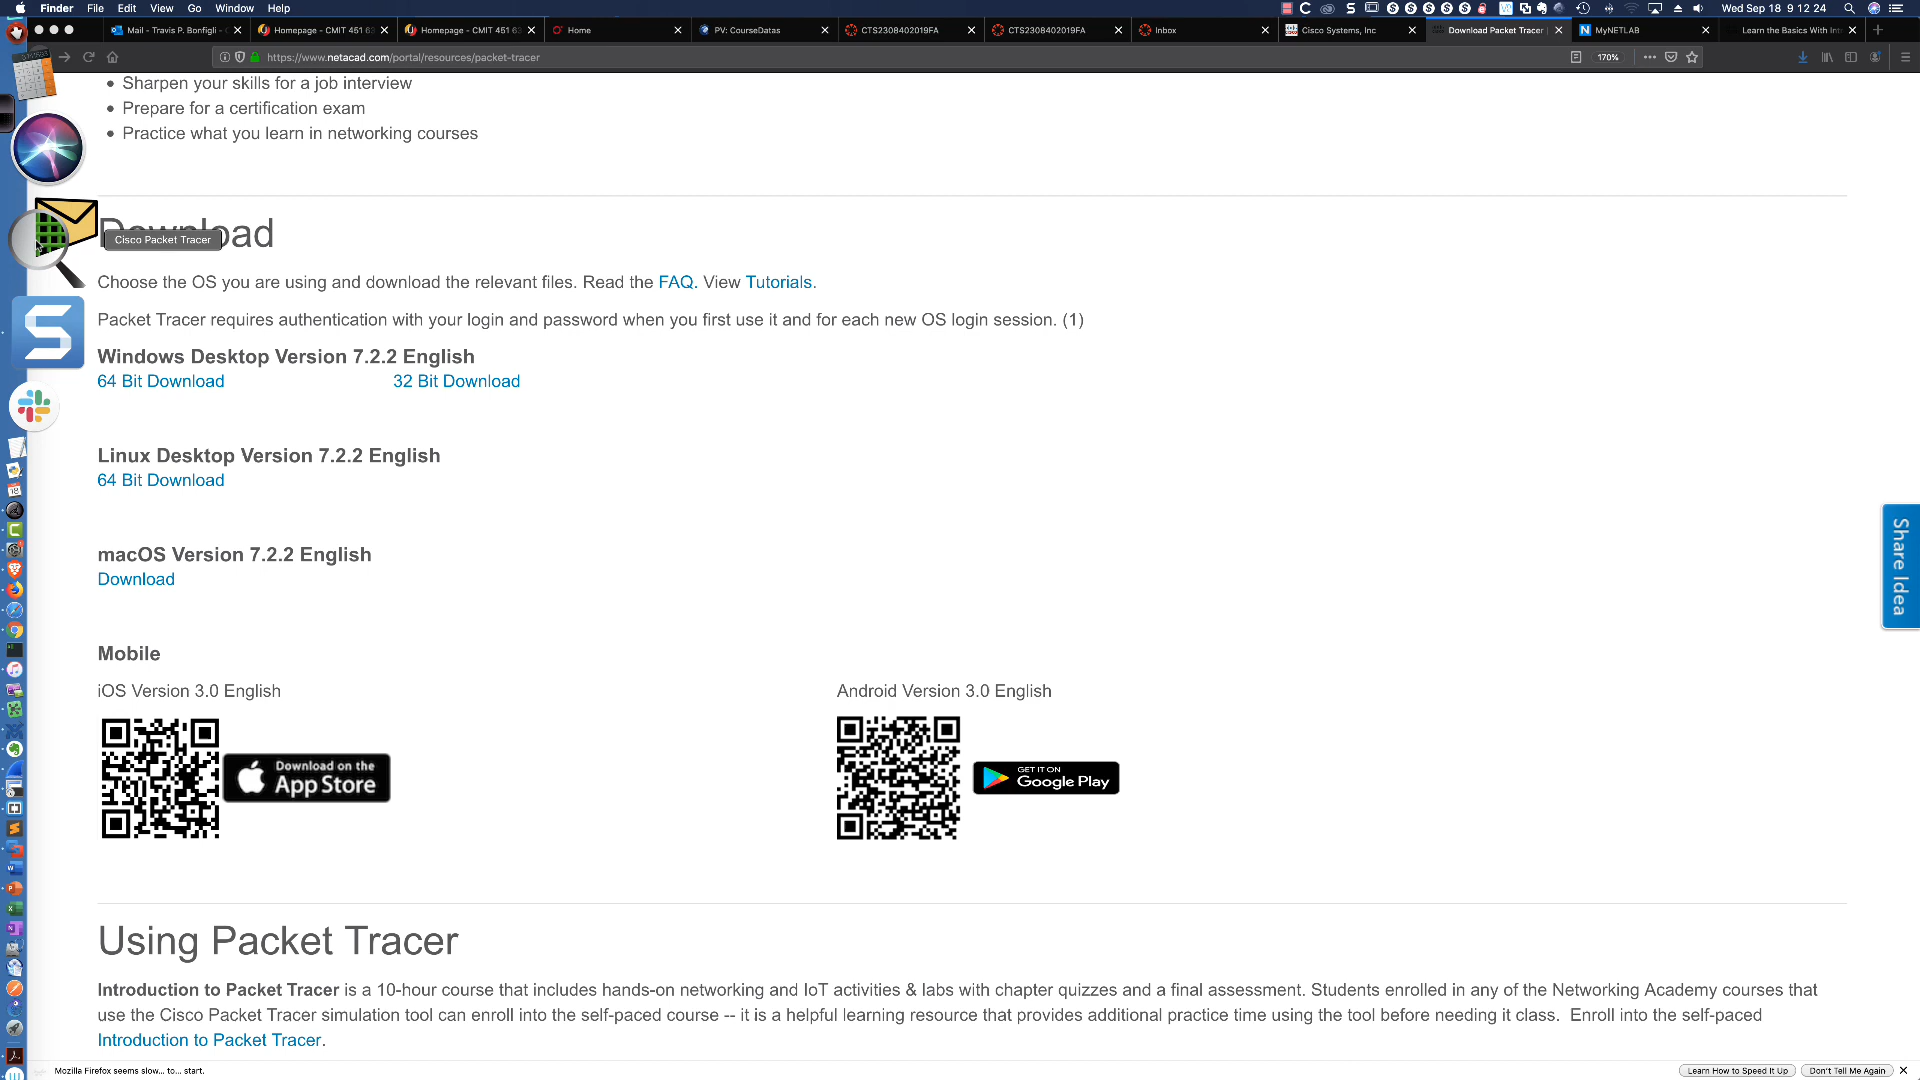 Finder File Edit View Go Window Help Wed Sep 18 9 12 24
Mail - Travis P. Bonfigli - Homepage - CMIT 451 63 Homepage - CMIT 451 63 Home PV: CourseDatas CTS2308402019FA CTS2308402019FA Inbox Cisco Systems, Inc Download Packet Tracer MyNETLAB Learn the Basics With Int
https://www.netacad.com/portal/resources/packet-tracer 170%
Sharpen your skills for a job interview
Prepare for a certification exam
Practice what you learn in networking courses
Download
Cisco Packet Tracer
Choose the OS you are using and download the relevant files. Read the FAQ. View Tutorials.
Packet Tracer requires authentication with your login and password when you first use it and for each new OS login session. (1)
Windows Desktop Version 7.2.2 English
64 Bit Download 32 Bit Download
Linux Desktop Version 7.2.2 English
64 Bit Download
macOS Version 7.2.2 English
Download
Share Idea
Mobile
iOS Version 3.0 English Android Version 3.0 English
Download on the
App Store
GET IT ON
Google Play
Using Packet Tracer
Introduction to Packet Tracer is a 10-hour course that includes hands-on networking and IoT activities & labs with chapter quizzes and a final assessment. Students enrolled in any of the Networking Academy courses that
use the Cisco Packet Tracer simulation tool can enroll into the self-paced course -- it is a helpful learning resource that provides additional practice time using the tool before needing it class. Enroll into the self-paced
Introduction to Packet Tracer.
Mozilla Firefox seems slow... to... start. Learn How to Speed It Up Don't Tell Me Again